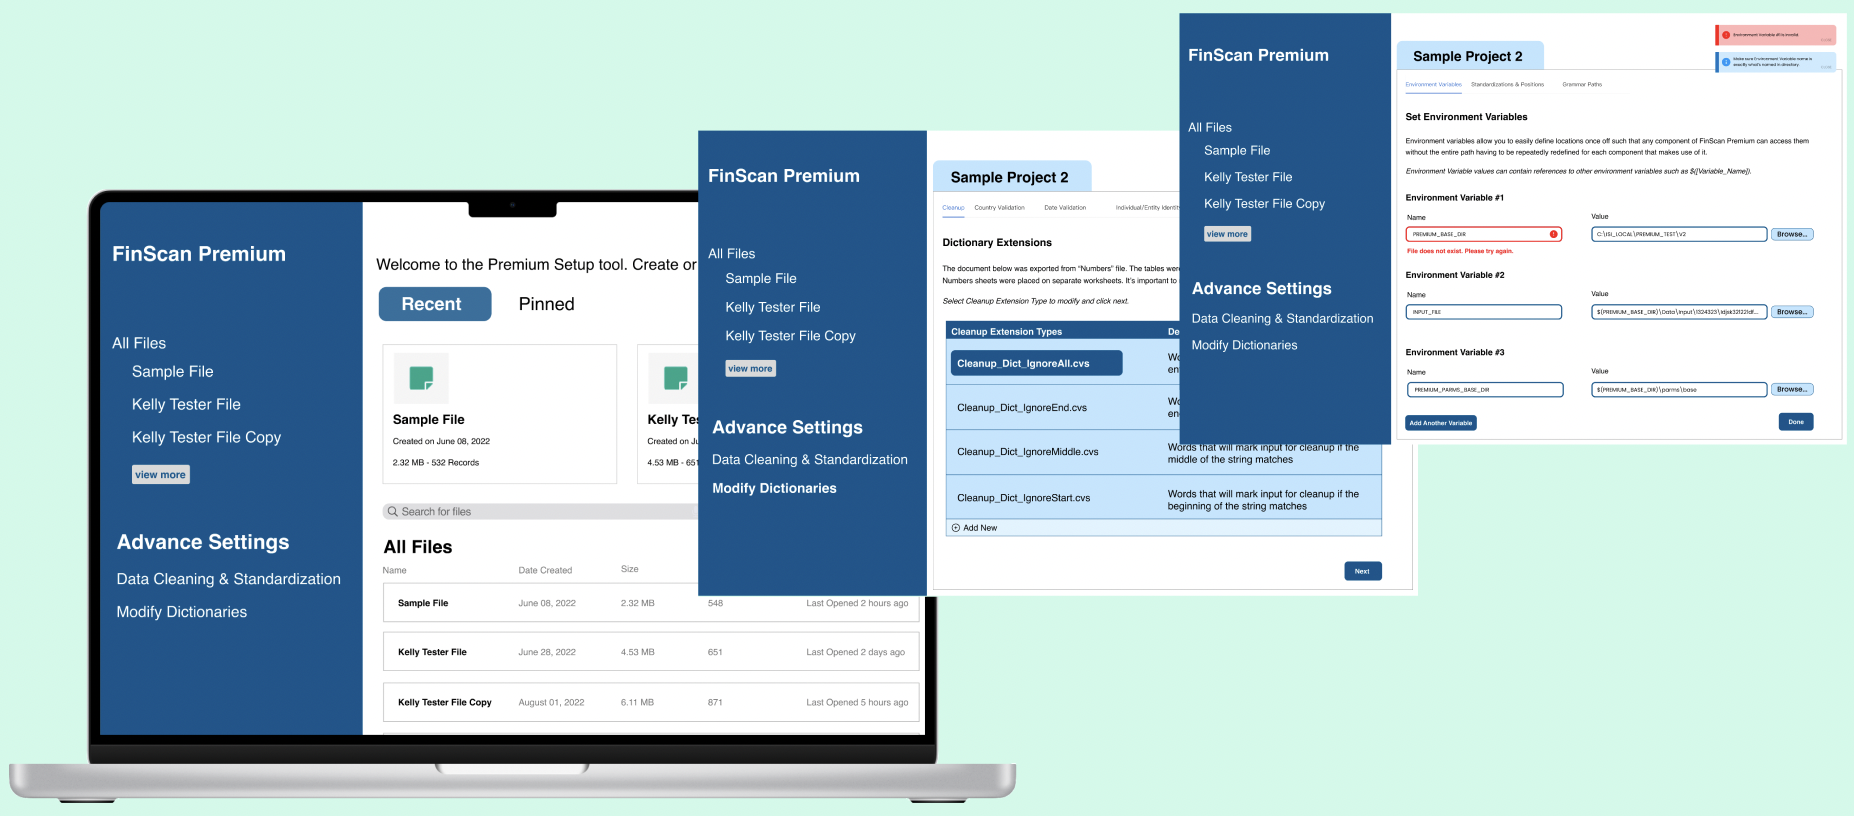 FinScan Premium
All Files
Sample File
Kelly Tester File
Kelly Tester File Copy
view more
Advance Settings
Data Cleaning & Standardization
Modify Dictionaries
Welcome to the Premium Setup tool. Create or
Recent
Pinned
Sample File
Created on June 08, 2022
2.32 MB - 532 Records
Kelly Tes
Created on Ju
4.53 MB - 651
Search for files
All Files
Name Date Created Size
Sample File June 08, 2022 2.32 MB 548 Last Opened 2 hours ago
Kelly Tester File June 28, 2022 4.53 MB 651 Last Opened 2 days ago
Kelly Tester File Copy August 01, 2022 6.11 MB 871 Last Opened 5 hours ago
FinScan Premium
All Files
Sample File
Kelly Tester File
Kelly Tester File Copy
view more
Advance Settings
Data Cleaning & Standardization
Modify Dictionaries
Sample Project 2
Cleanup Country Validation Date Validation Individual/Entity Identity
Dictionary Extensions
The document below was exported from "Numbers" file. The tables were
Numbers sheets were placed on separate worksheets. It's important to
Select Cleanup Extension Type to modify and click next.
Cleanup Extension Types De
Cleanup_Dict_IgnoreAll.cvs
Cleanup_Dict_IgnoreEnd.cvs
Cleanup_Dict_IgnoreMiddle.cvs
Words that will mark input for cleanup if the
middle of the string matches
Cleanup_Dict_IgnoreStart.cvs
Words that will mark input for cleanup if the
beginning of the string matches
Add New
Next
FinScan Premium
All Files
Sample File
Kelly Tester File
Kelly Tester File Copy
view more
Advance Settings
Data Cleaning & Standardization
Modify Dictionaries
Environment Variable #1 is invalid.
Make sure Environment Variable name is
exactly what's named in directory.
Sample Project 2
Environment Variables Standardizations & Positions Grammar Paths
Set Environment Variables
Environment variables allow you to easily define locations once off such that any component of FinScan Premium can access them
without the entire path having to be repeatedly redefined for each component that makes use of it.
Environment Variable values can contain references to other environment variables such as $([Variable_Name]).
Environment Variable #1
Name Value
PREMIUM_BASE_DIR C:\ISI_LOCAL\PREMIUM_TEST\V2 Browse...
File does not exist. Please try again.
Environment Variable #2
Name Value
INPUT_FILE Browse...
Environment Variable #3
Name Value
PREMIUM_PARMS_BASE_DIR $(PREMIUM_BASE_DIR)\parms\base Browse...
Add Another Variable
Done